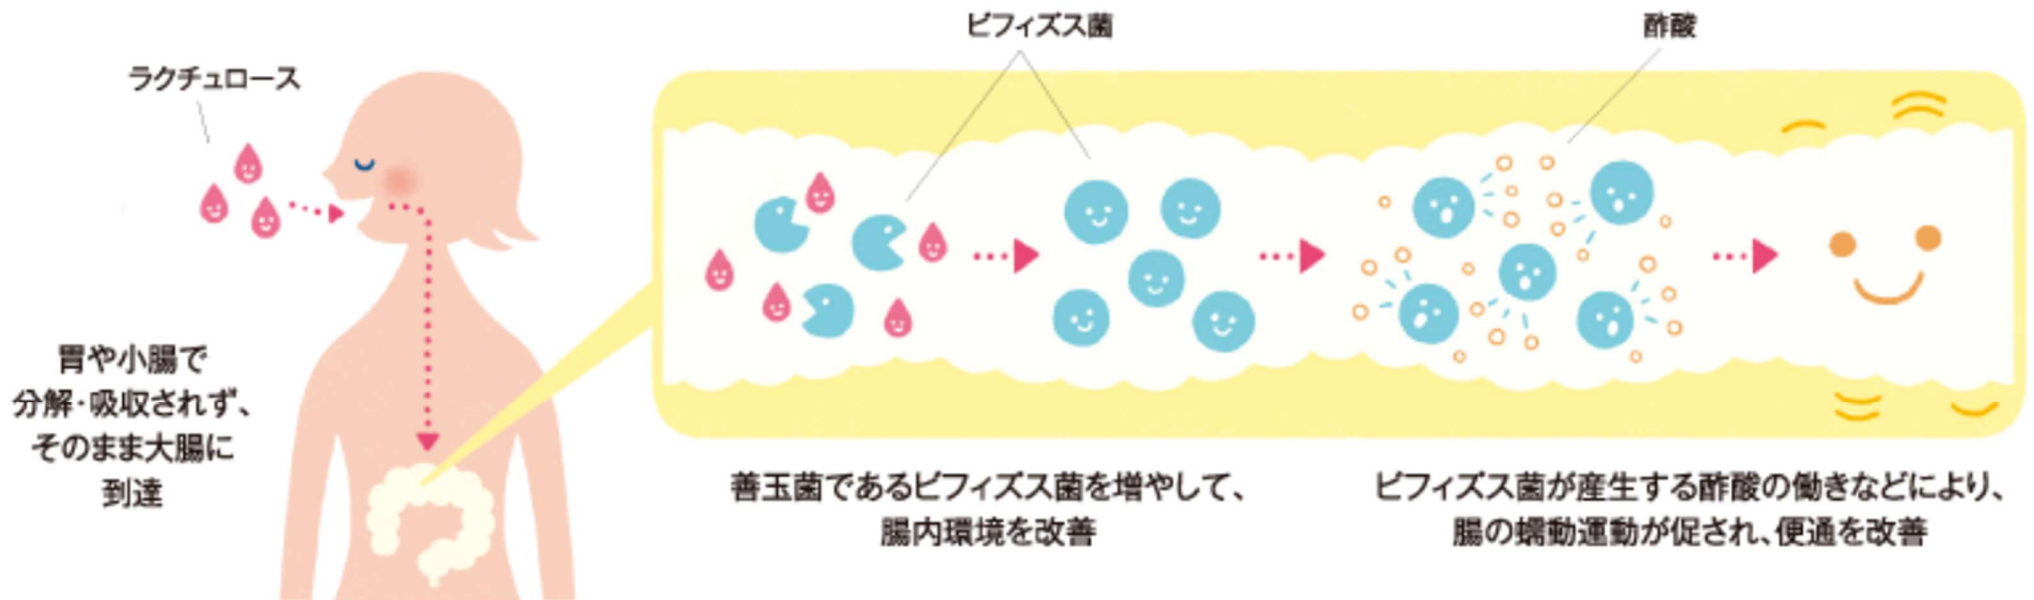 ラクチュロース
胃や小腸で
分解・吸収されず、
そのまま大腸に
到達
ビフィズス菌
酢酸
善玉菌であるビフィズス菌を増やして、
腸内環境を改善
ビフィズス菌が産生する酢酸の働きなどにより、
腸の蠕動運動が促され、便通を改善